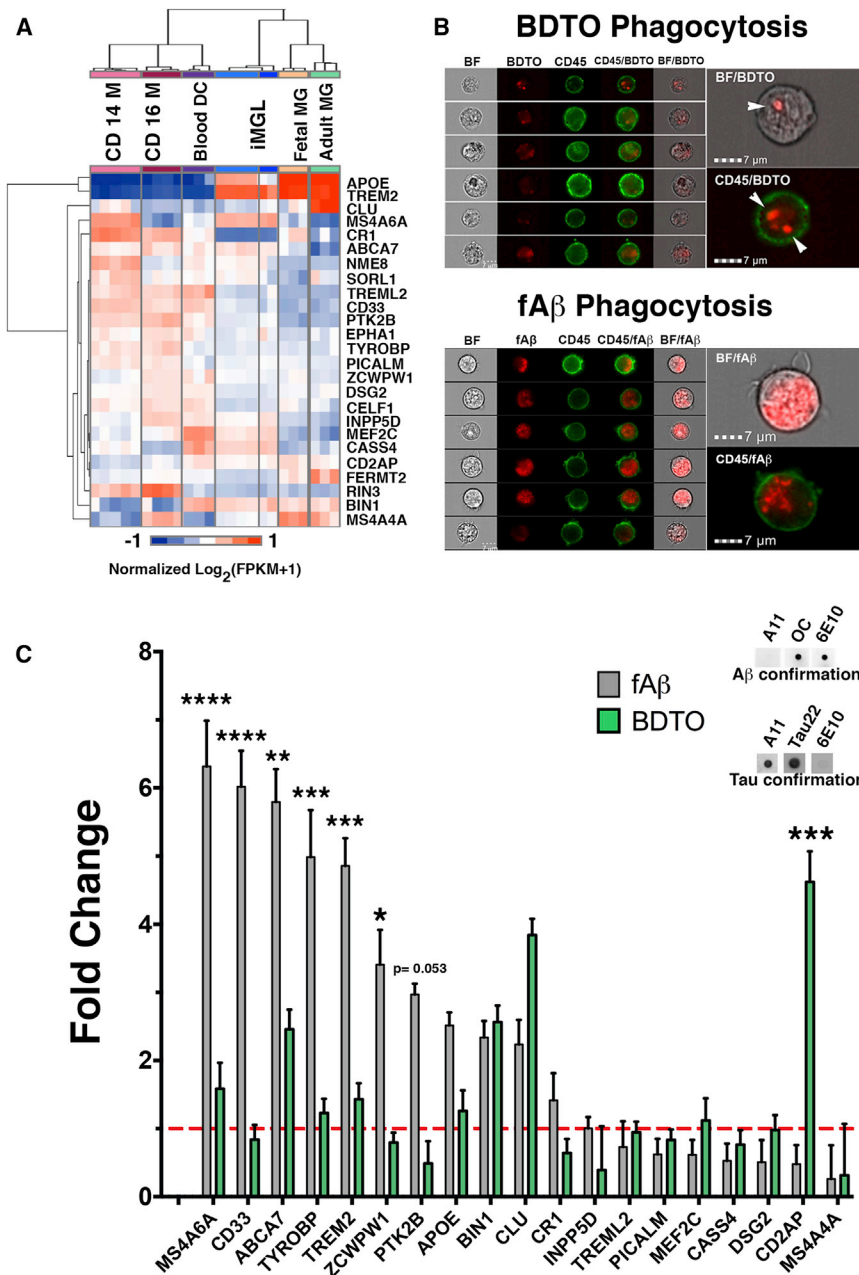 A
CD 14 M
CD 16 M
Blood DC
iMGL
Fetal MG
Adult MG
APOE
TREM2
CLU
MS4A6A
CR1
ABCA7
NME8
SORL1
TREML2
CD33
PTK2B
EPHA1
TYROBP
PICALM
ZCWPW1
DSG2
CELF1
INPP5D
MEF2C
CASS4
CD2AP
FERMT2
RIN3
BIN1
MS4A4A
-1 1
Normalized Log2(FPKM+1)
B
BDTO Phagocytosis
BF BDTO CD45 CD45/BDTO BF/BDTO
BF/BDTO
7 µm
CD45/BDTO
7 µm
7 µm
fAβ Phagocytosis
BF fAβ CD45 CD45/fAβ BF/fAβ
BF/fAβ
7 µm
CD45/fAβ
7 µm
7 µm
C
Fold Change
8
6
4
2
0
**** **** ** *** *** * p= 0.053 ***
fAβ
BDTO
A11 OC 6E10
Aβ confirmation
A11 Tau22 6E10
Tau confirmation
MS4A6A
CD33
ABCA7
TYROBP
TREM2
ZCWPW1
PTK2B
APOE
BIN1
CLU
CR1
INPP5D
TREML2
PICALM
MEF2C
CASS4
DSG2
CD2AP
MS4A4A